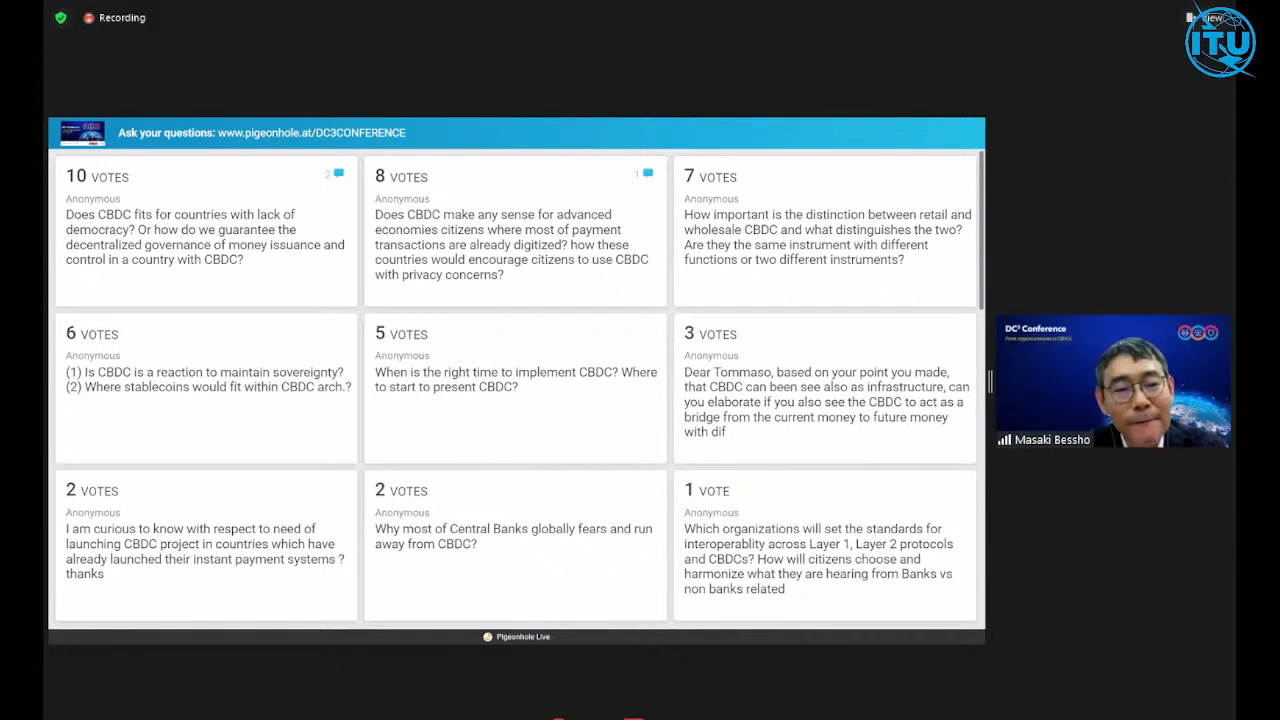 Recording
View
ITU
Ask your questions: www.pigeonhole.at/DC3CONFERENCE
10 VOTES
2
Anonymous
Does CBDC fits for countries with lack of
democracy? Or how do we guarantee the
decentralized governance of money issuance and
control in a country with CBDC?
8 VOTES
1
Anonymous
Does CBDC make any sense for advanced
economies citizens where most of payment
transactions are already digitized? how these
countries would encourage citizens to use CBDC
with privacy concerns?
7 VOTES
Anonymous
How important is the distinction between retail and
wholesale CBDC and what distinguishes the two?
Are they the same instrument with different
functions or two different instruments?
6 VOTES
Anonymous
(1) Is CBDC is a reaction to maintain sovereignty?
(2) Where stablecoins would fit within CBDC arch.?
5 VOTES
Anonymous
When is the right time to implement CBDC? Where
to start to present CBDC?
3 VOTES
Anonymous
Dear Tommaso, based on your point you made,
that CBDC can been see also as infrastructure, can
you elaborate if you also see the CBDC to act as a
bridge from the current money to future money
with dif
DC³ Conference
From cryptocurrencies to CBDCs
Masaki Bessho
2 VOTES
Anonymous
I am curious to know with respect to need of
launching CBDC project in countries which have
already launched their instant payment systems ?
thanks
2 VOTES
Anonymous
Why most of Central Banks globally fears and run
away from CBDC?
1 VOTE
Anonymous
Which organizations will set the standards for
interoperablity across Layer 1, Layer 2 protocols
and CBDCs? How will citizens choose and
harmonize what they are hearing from Banks vs
non banks related
Pigeonhole Live